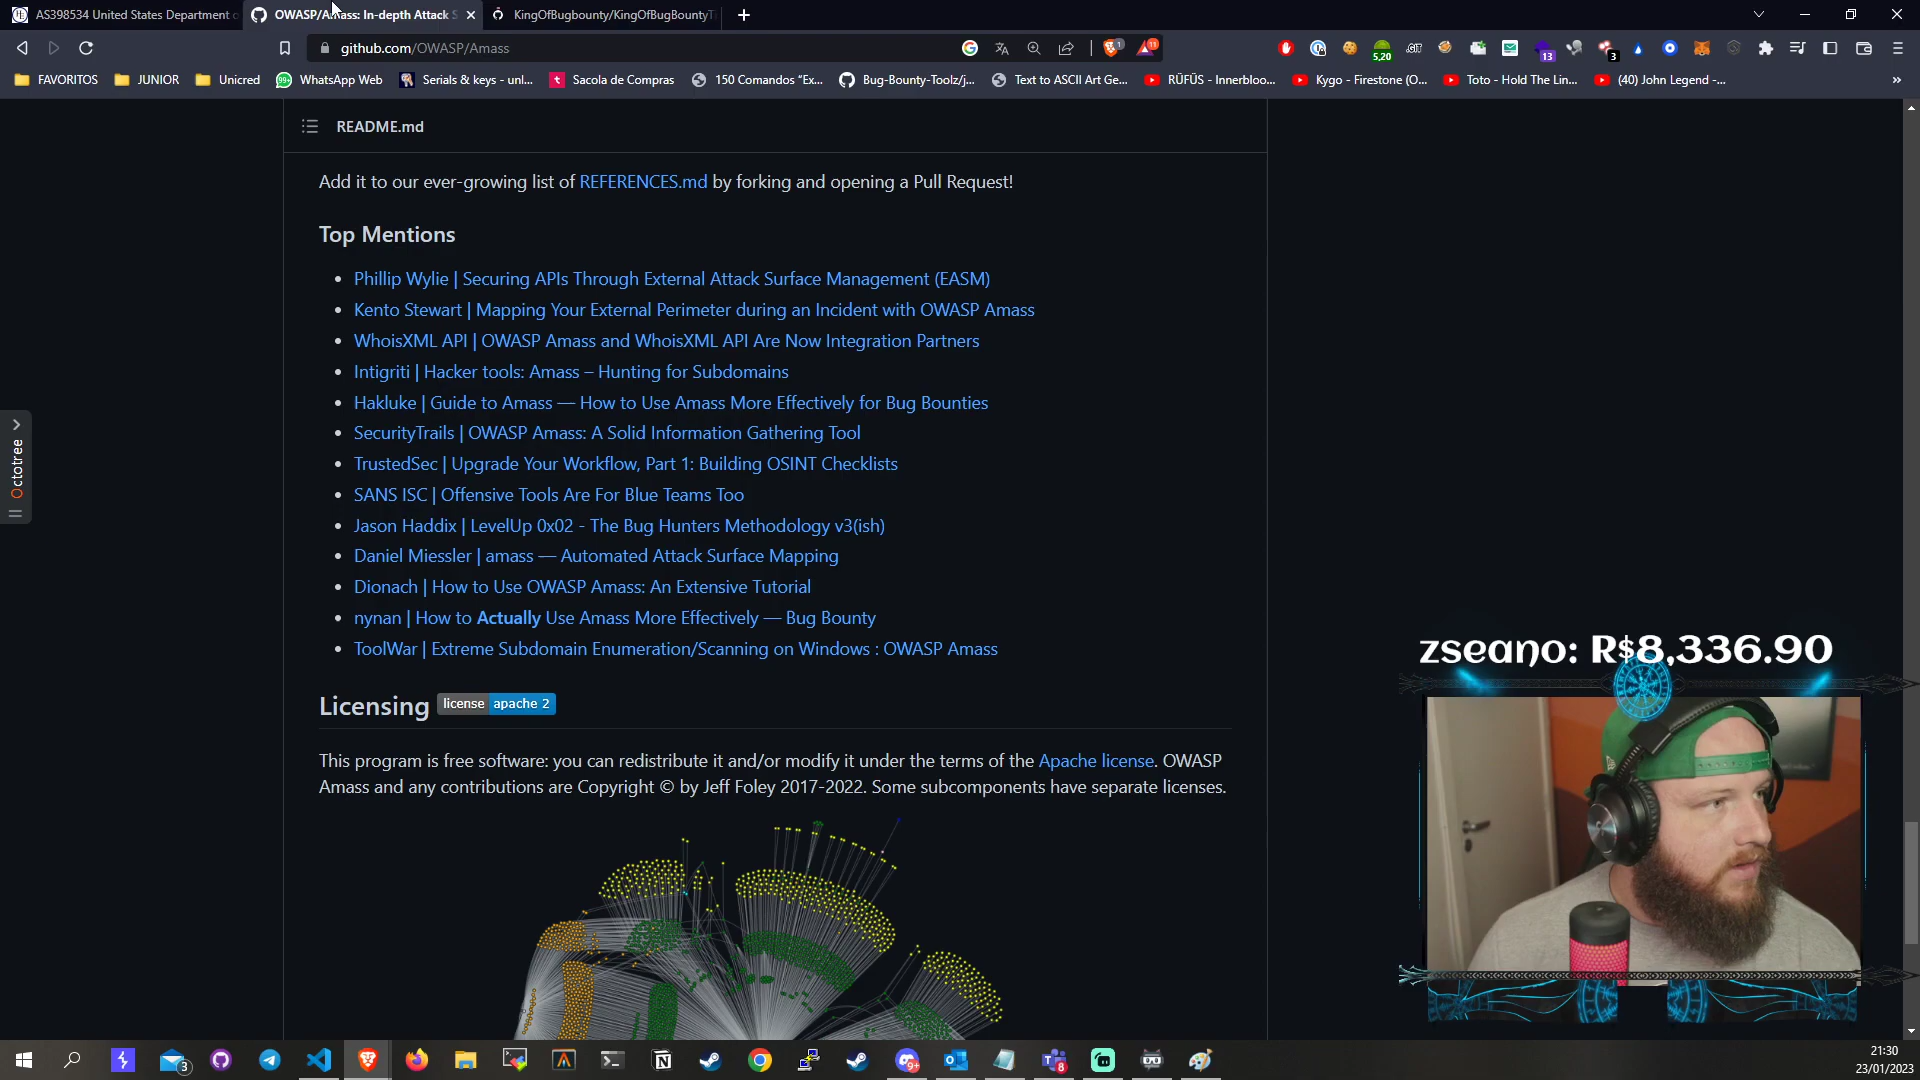 AS398534 United States Department
OWASP/Amass: In-depth Attack S
KingOfBugbounty/KingOfBugBountyT
github.com/OWASP/Amass
1
11
5,20
.GIT
13
3
FAVORITOS
JUNIOR
Unicred
WhatsApp Web
Serials & keys - unl...
Sacola de Compras
150 Comandos "Ex...
Bug-Bounty-Toolz/j...
Text to ASCII Art Ge...
RÜFÜS - Innerbloo...
Kygo - Firestone (O...
Toto - Hold The Lin...
(40) John Legend -...
README.md
Add it to our ever-growing list of REFERENCES.md by forking and opening a Pull Request!
Top Mentions
Phillip Wylie | Securing APIs Through External Attack Surface Management (EASM)
Kento Stewart | Mapping Your External Perimeter during an Incident with OWASP Amass
WhoisXML API | OWASP Amass and WhoisXML API Are Now Integration Partners
Intigriti | Hacker tools: Amass – Hunting for Subdomains
Hakluke | Guide to Amass — How to Use Amass More Effectively for Bug Bounties
SecurityTrails | OWASP Amass: A Solid Information Gathering Tool
TrustedSec | Upgrade Your Workflow, Part 1: Building OSINT Checklists
SANS ISC | Offensive Tools Are For Blue Teams Too
Jason Haddix | LevelUp 0x02 - The Bug Hunters Methodology v3(ish)
Daniel Miessler | amass — Automated Attack Surface Mapping
Dionach | How to Use OWASP Amass: An Extensive Tutorial
nynan | How to Actually Use Amass More Effectively — Bug Bounty
ToolWar | Extreme Subdomain Enumeration/Scanning on Windows : OWASP Amass
Octotree
zseano: R$8,336.90
Licensing license apache 2
This program is free software: you can redistribute it and/or modify it under the terms of the Apache license. OWASP
Amass and any contributions are Copyright © by Jeff Foley 2017-2022. Some subcomponents have separate licenses.
3
9+
8
21:30
23/01/2023